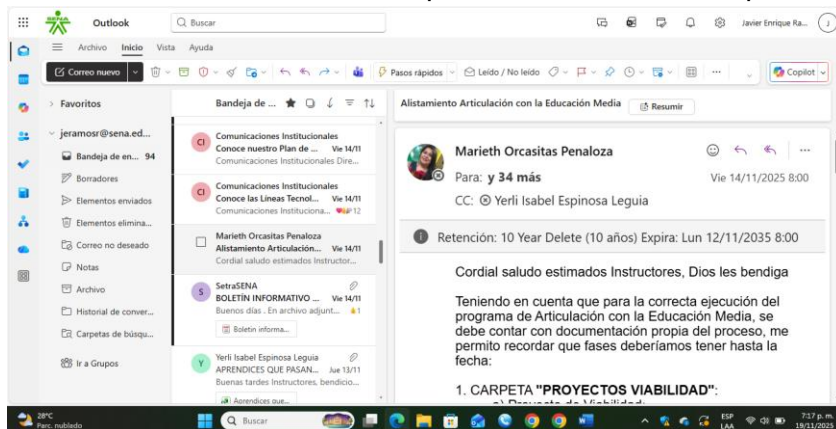 SENA
Outlook
Buscar
Javier Enrique Ra...
J
Archivo Inicio Vista Ayuda
Correo nuevo
Pasos rápidos
Leído / No leído
Copilot
Favoritos
jeramosr@sena.ed...
Bandeja de en... 94
Borradores
Elementos enviados
Elementos elimina...
Correo no deseado
Notas
Archivo
Historial de conver...
Carpetas de búsqu...
Ir a Grupos
Bandeja de ...
CI
Comunicaciones Institucionales
Conoce nuestro Plan de ... Vie 14/11
Comunicaciones Institucionales Dire...
CI
Comunicaciones Institucionales
Conoce las Líneas Tecnol... Vie 14/11
Comunicaciones Instituciona... 12
Marieth Orcasitas Penaloza
Alistamiento Articulación... Vie 14/11
Cordial saludo estimados Instructor...
S
SetraSENA
BOLETÍN INFORMATIVO ... Vie 14/11
Buenos días . En archivo adjunt... 1
Boletin informa...
Y
Yerli Isabel Espinosa Leguia
APRENDICES QUE PASAN... Jue 13/11
Buenas tardes Instructores, bendicio...
Aprendices que...
Alistamiento Articulación con la Educación Media
Resumir
Marieth Orcasitas Penaloza
Para: y 34 más
Vie 14/11/2025 8:00
CC: Yerli Isabel Espinosa Leguia
Retención: 10 Year Delete (10 años) Expira: Lun 12/11/2035 8:00
Cordial saludo estimados Instructores, Dios les bendiga
Teniendo en cuenta que para la correcta ejecución del
programa de Articulación con la Educación Media, se
debe contar con documentación propia del proceso, me
permito recordar que fases deberíamos tener hasta la
fecha:
1. CARPETA "PROYECTOS VIABILIDAD":
a) Proyecto de Viabilidad:
28°C
Parc. nublado
Buscar
ESP
LAA
7:17 p. m.
19/11/2025